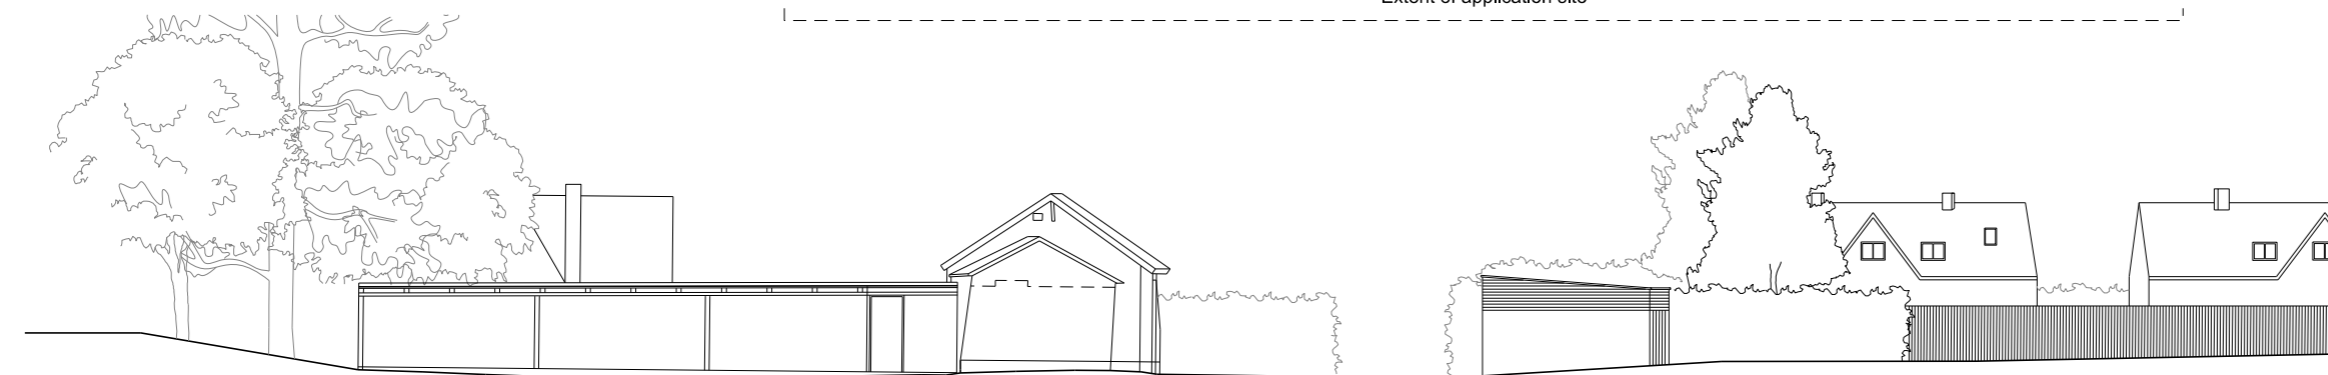 Extent of application site